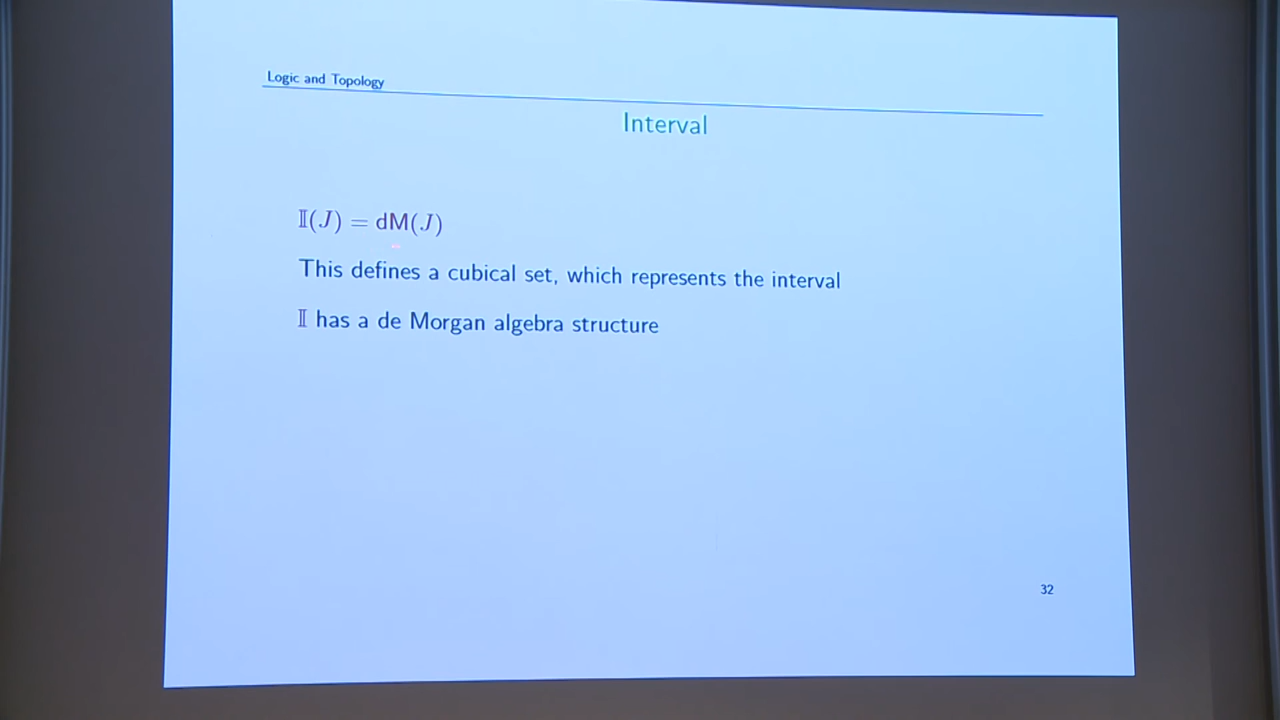 Logic and Topology
Interval
𝕀(J) = dM(J)
This defines a cubical set, which represents the interval
𝕀 has a de Morgan algebra structure
32